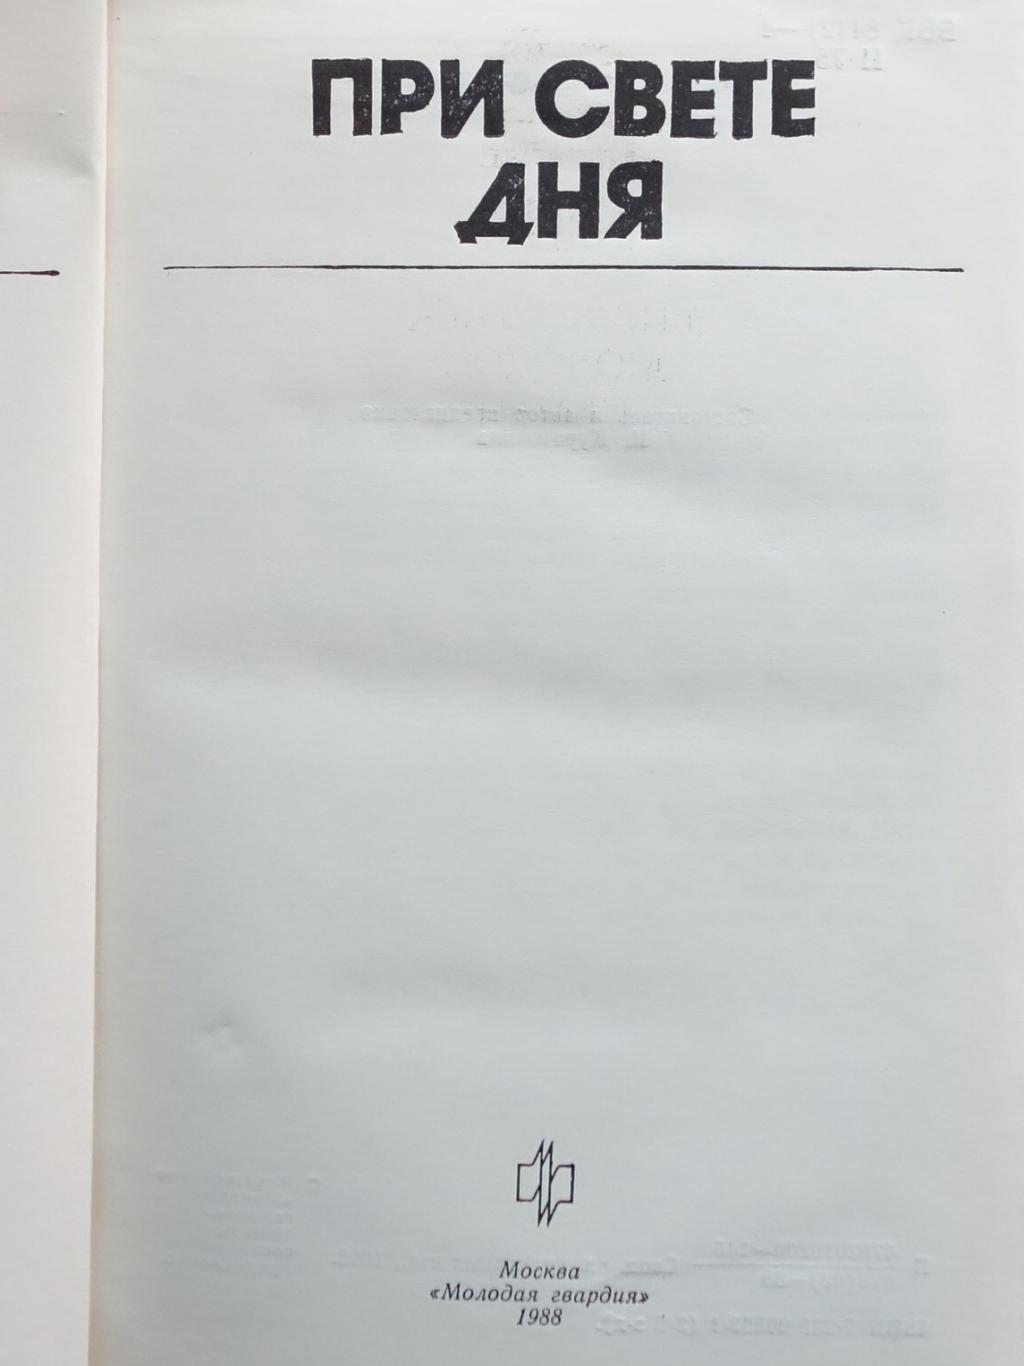 ПРИ СВЕТЕ
ДНЯ
Москва
«Молодая гвардия»
1988